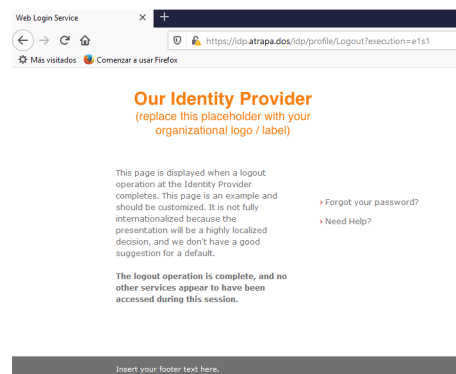 Web Login Service
https://idp.atrapa.dos/idp/profile/Logout?execution=e1s1
Más visitados
Comenzar a usar Firefox
Our Identity Provider
(replace this placeholder with your
organizational logo / label)
This page is displayed when a logout
operation at the Identity Provider
completes. This page is an example and
should be customized. It is not fully
internationalized because the
presentation will be a highly localized
decision, and we don't have a good
suggestion for a default.
The logout operation is complete, and no
other services appear to have been
accessed during this session.
› Forgot your password?
› Need Help?
Insert your footer text here.